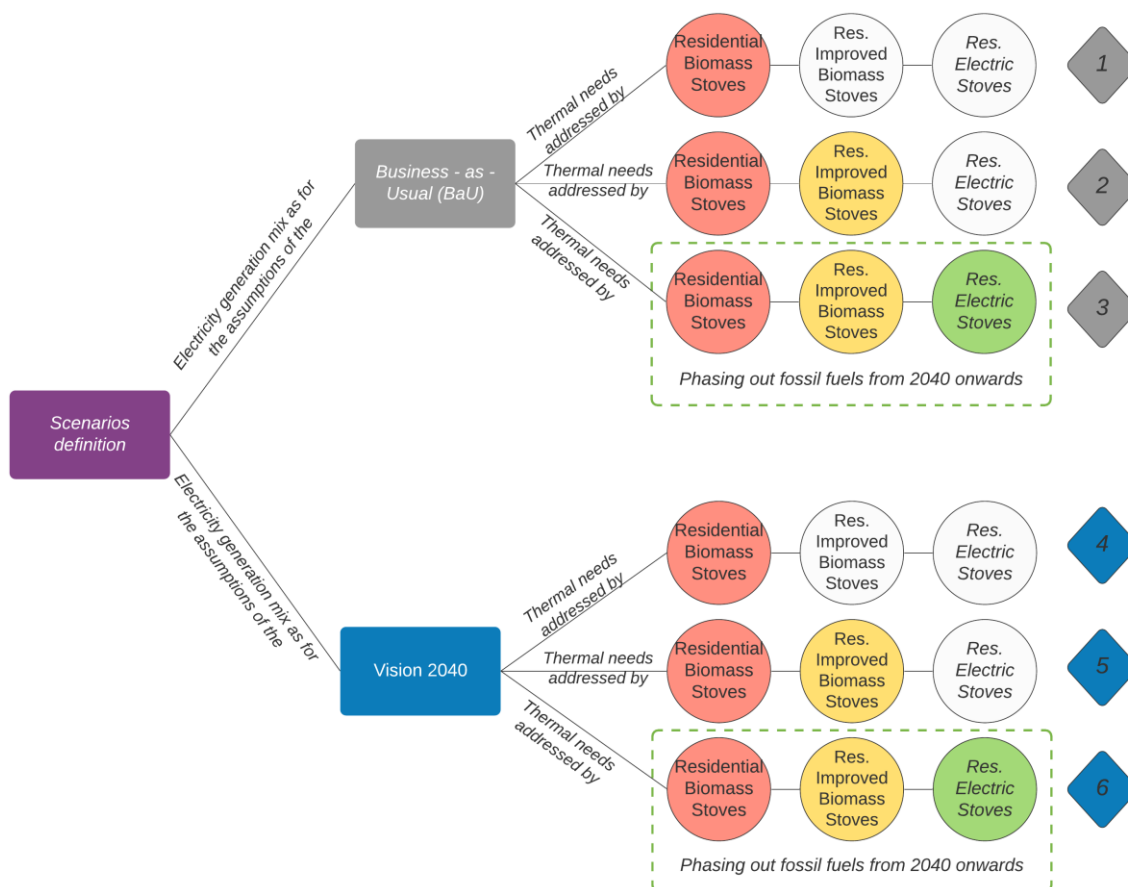 Residential
Biomass
Stoves
Res.
Improved
Biomass
Stoves
Res.
Electric
Stoves
1
Thermal needs
addressed by
Business - as -
Usual (BaU)
Thermal needs
addressed by
Residential
Biomass
Stoves
Res.
Improved
Biomass
Stoves
Res.
Electric
Stoves
2
Thermal needs
addressed by
Residential
Biomass
Stoves
Res.
Improved
Biomass
Stoves
Res.
Electric
Stoves
3
Phasing out fossil fuels from 2040 onwards
Electricity generation mix as for
the assumptions of the
Scenarios
definition
Electricity generation mix as for
the assumptions of the
Residential
Biomass
Stoves
Res.
Improved
Biomass
Stoves
Res.
Electric
Stoves
4
Thermal needs
addressed by
Vision 2040
Thermal needs
addressed by
Residential
Biomass
Stoves
Res.
Improved
Biomass
Stoves
Res.
Electric
Stoves
5
Thermal needs
addressed by
Residential
Biomass
Stoves
Res.
Improved
Biomass
Stoves
Res.
Electric
Stoves
6
Phasing out fossil fuels from 2040 onwards